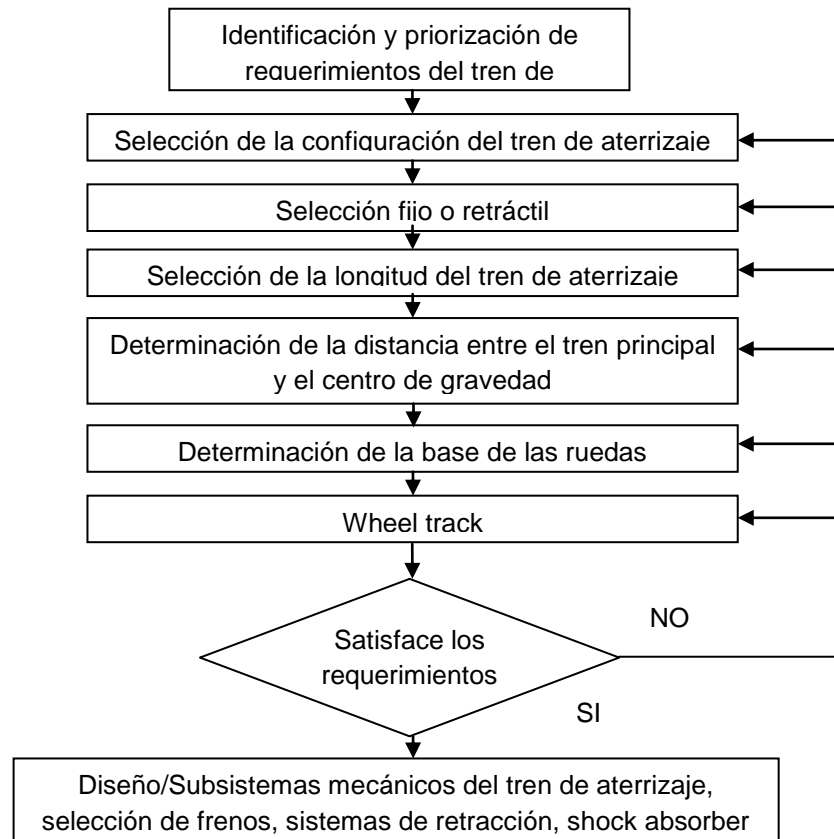 Identificación y priorización de
requerimientos del tren de
Selección de la configuración del tren de aterrizaje
Selección fijo o retráctil
Selección de la longitud del tren de aterrizaje
Determinación de la distancia entre el tren principal
y el centro de gravedad
Determinación de la base de las ruedas
Wheel track
Satisface los
requerimientos
NO
SI
Diseño/Subsistemas mecánicos del tren de aterrizaje,
selección de frenos, sistemas de retracción, shock absorber